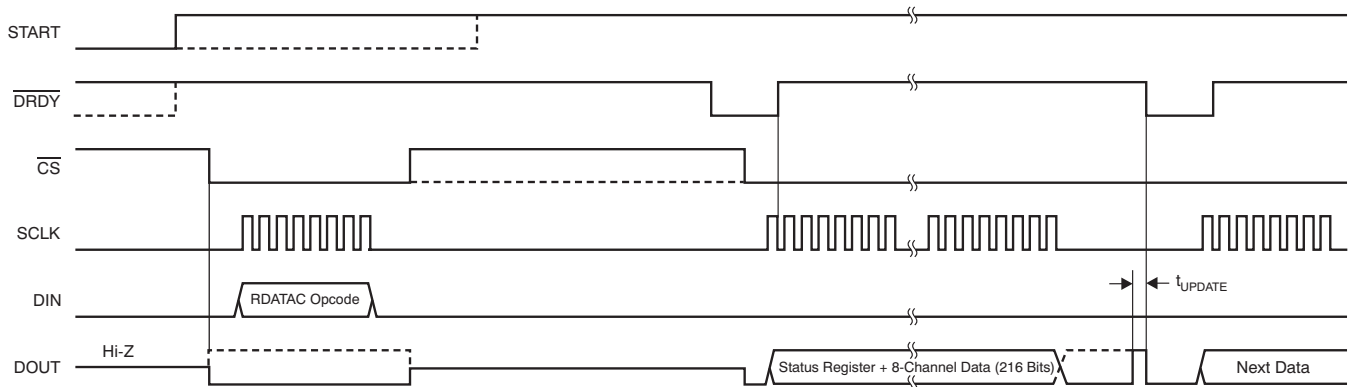 START
DRDY
CS
SCLK
DIN
RDATAC Opcode
tUPDATE
DOUT
Hi-Z
Status Register + 8-Channel Data (216 Bits)
Next Data